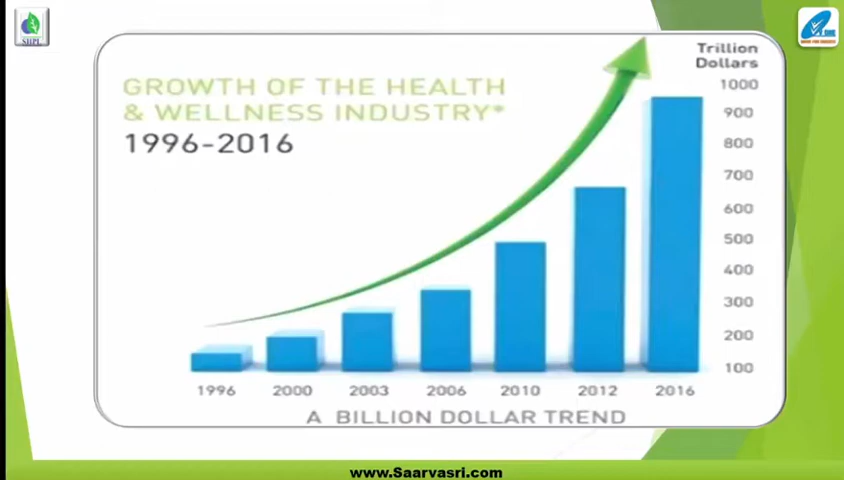 SHPL
GROWTH OF THE HEALTH
& WELLNESS INDUSTRY*
1996-2016
Trillion
Dollars
1000
900
800
700
600
500
400
300
200
100
1996 2000 2003 2006 2010 2012 2016
A BILLION DOLLAR TREND
www.Saarvasri.com